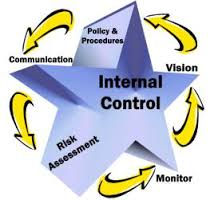 Policy &
Procedures
Communication
Vision
Internal
Control
Risk
Assessment
Monitor